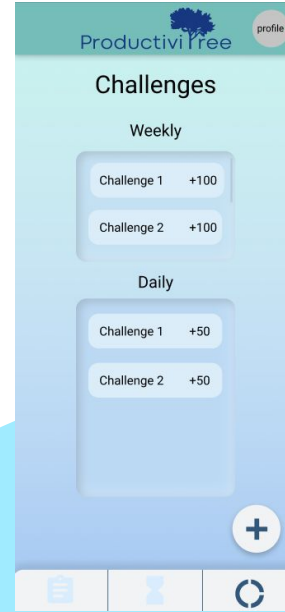 ProductiviTree
profile
Challenges
Weekly
Challenge 1 +100
Challenge 2 +100
Daily
Challenge 1 +50
Challenge 2 +50
+